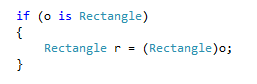 if (o is Rectangle)
{
    Rectangle r = (Rectangle)o;
}